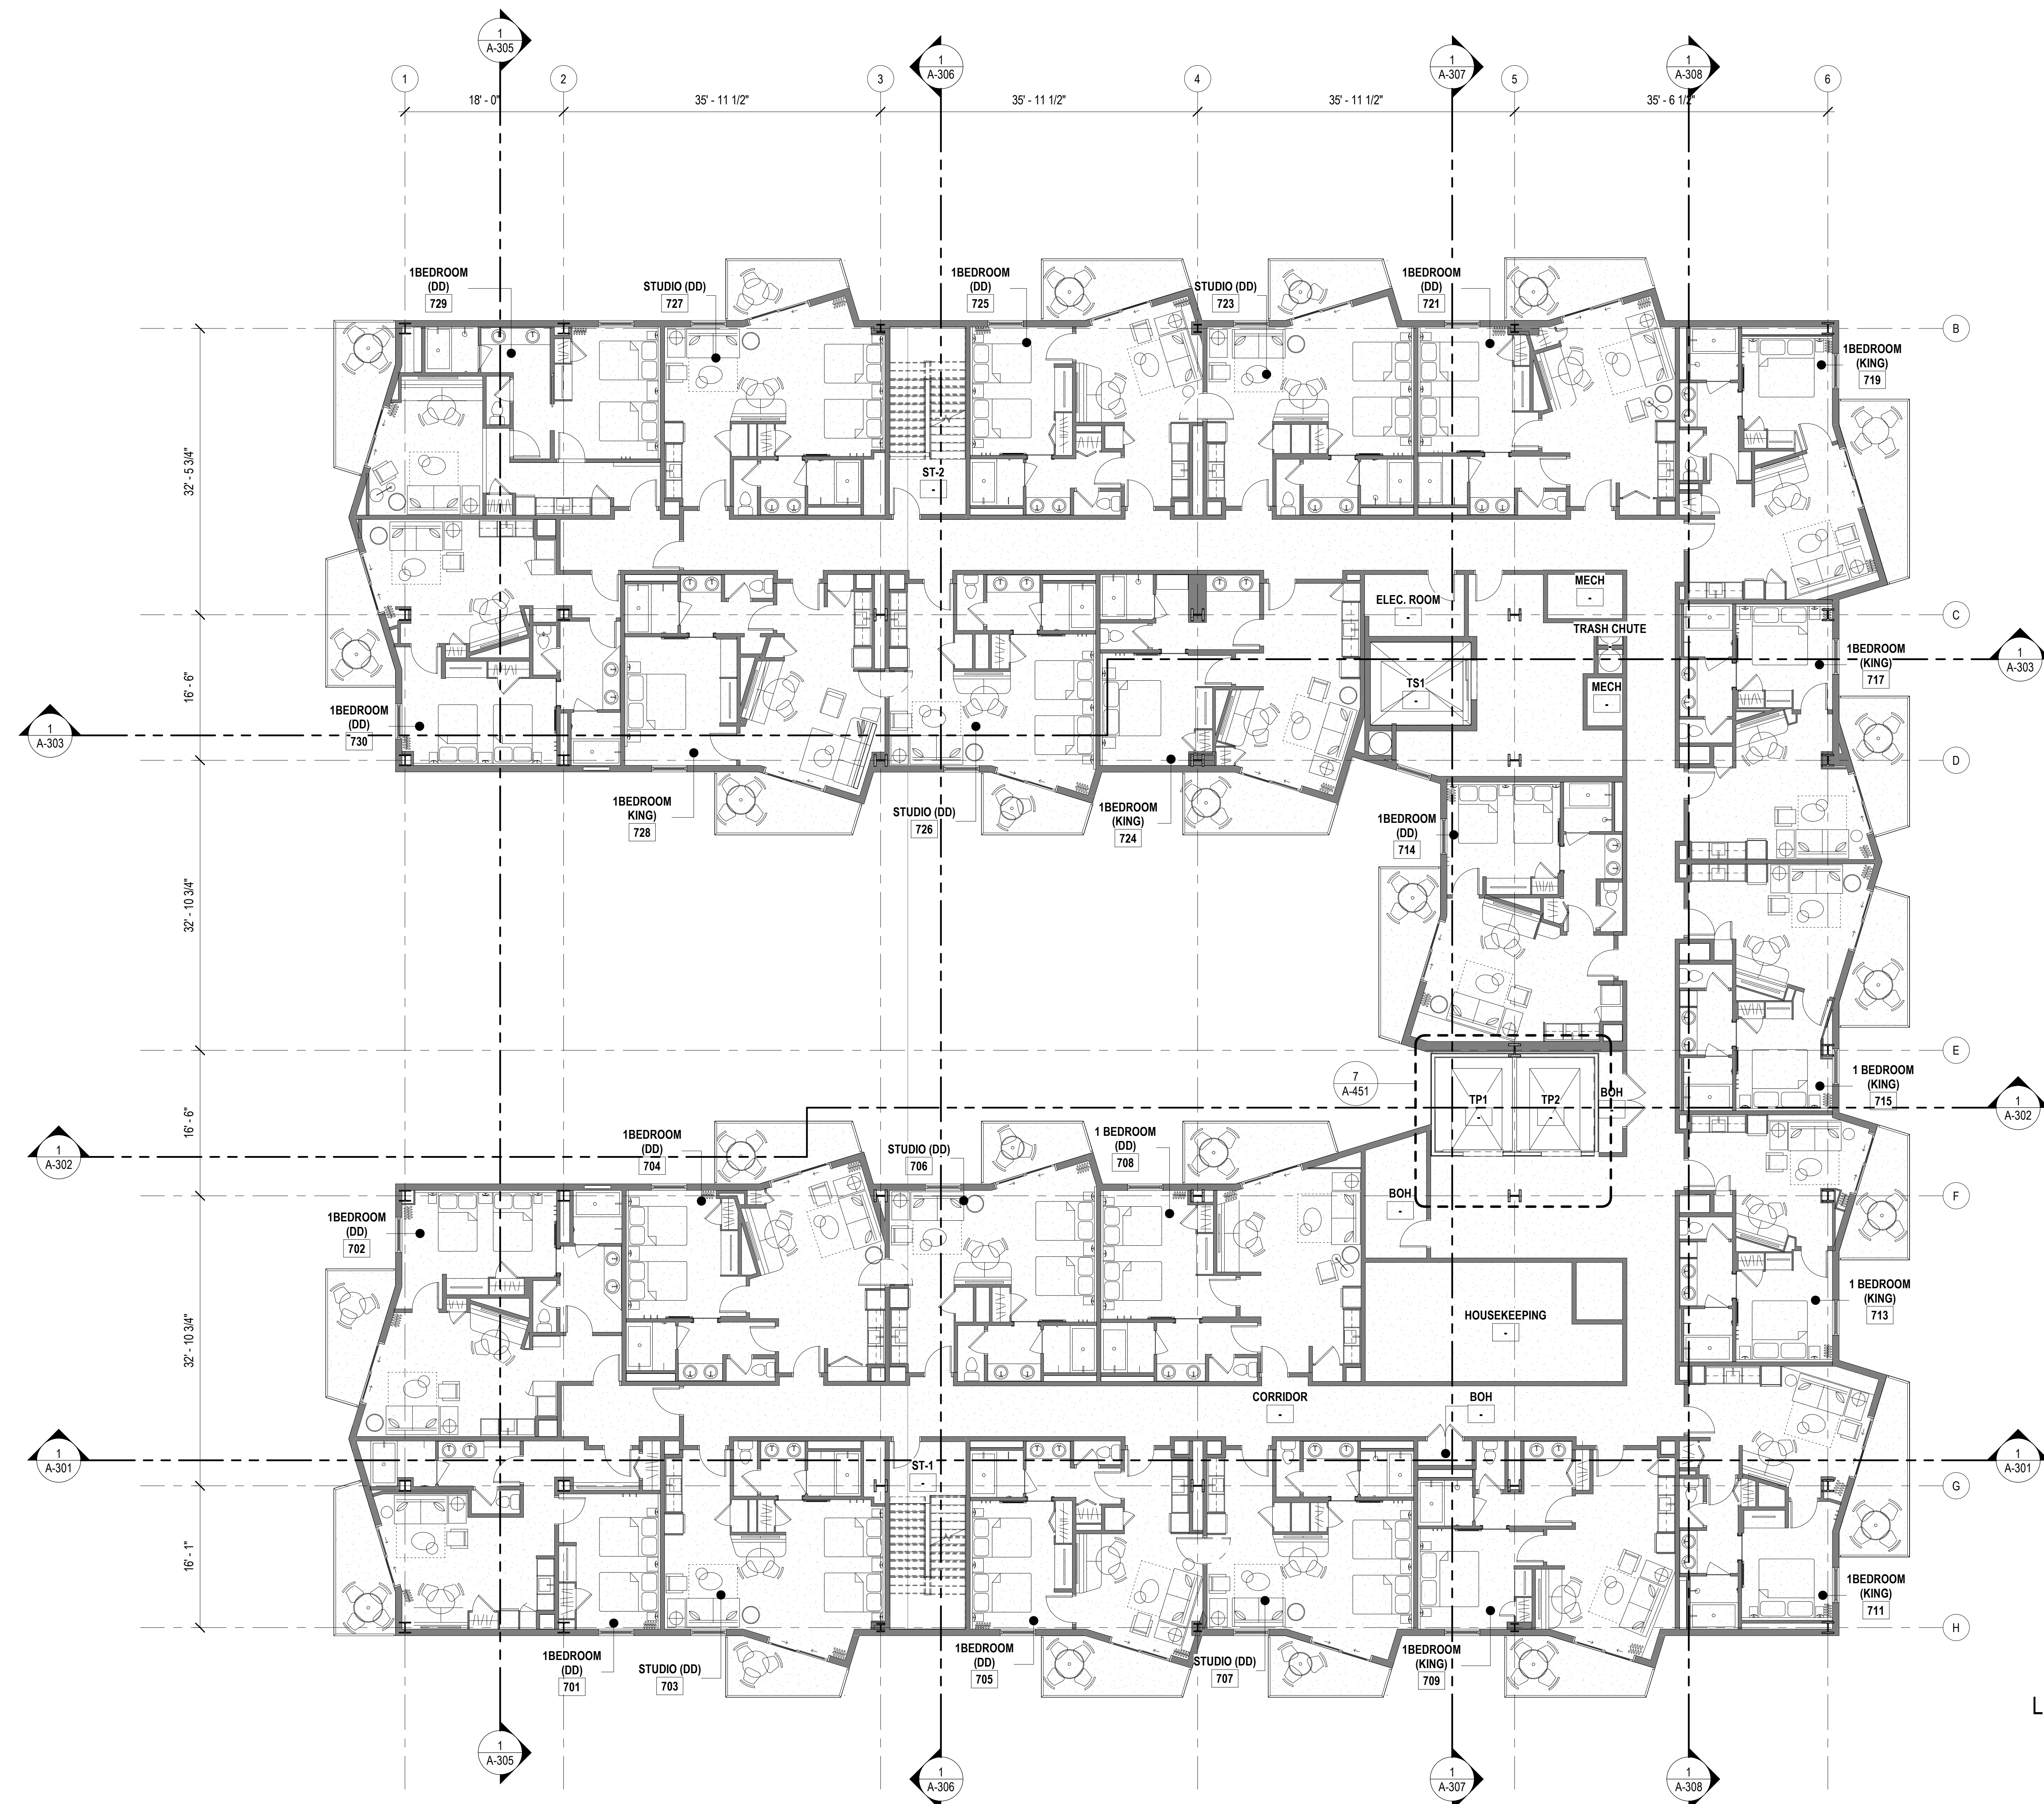 1
A-305
1
A-306
1
A-307
1
A-308
1
2
3
4
5
6
18' - 0"
35' - 11 1/2"
35' - 11 1/2"
35' - 11 1/2"
35' - 6 1/2"
1BEDROOM
(DD)
729
STUDIO (DD)
727
1BEDROOM
(DD)
725
STUDIO (DD)
723
1BEDROOM
(DD)
721
B
1BEDROOM
(KING)
719
32' - 5 3/4"
ST-2
-
MECH
-
ELEC. ROOM
-
C
TRASH CHUTE
1
A-303
1BEDROOM
(KING)
717
TS1
-
MECH
-
16' - 6"
1BEDROOM
(DD)
730
1
A-303
D
1BEDROOM
KING)
728
STUDIO (DD)
726
1BEDROOM
(KING)
724
1BEDROOM
(DD)
714
32' - 10 3/4"
E
7
A-451
1 BEDROOM
(KING)
715
TP1
-
TP2
-
BOH
-
1
A-302
16' - 6"
1BEDROOM
(DD)
704
STUDIO (DD)
706
1 BEDROOM
(DD)
708
1
A-302
BOH
-
F
1BEDROOM
(DD)
702
1 BEDROOM
(KING)
713
HOUSEKEEPING
-
32' - 10 3/4"
CORRIDOR
-
BOH
-
1
A-301
ST-1
-
1
A-301
G
16' - 1"
1BEDROOM
(KING)
711
H
1BEDROOM
(DD)
701
STUDIO (DD)
703
1BEDROOM
(DD)
705
STUDIO (DD)
707
1BEDROOM
(KING)
709
L
1
A-305
1
A-306
1
A-307
1
A-308